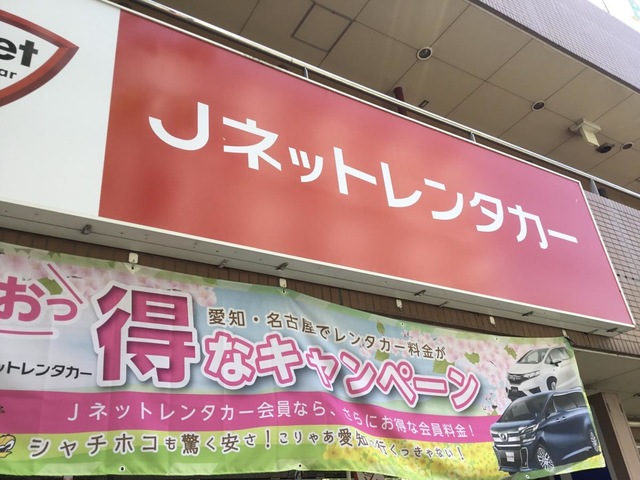 et
ar
Jネットレンタカー
おっ
得なキャンペーン
愛知・名古屋でレンタカー料金が
ネットレンタカー
Jネットレンタカー会員なら、さらにお得な会員料金!
シャチホコも驚く安さ!こりゃあ愛知へ行くっきゃない!